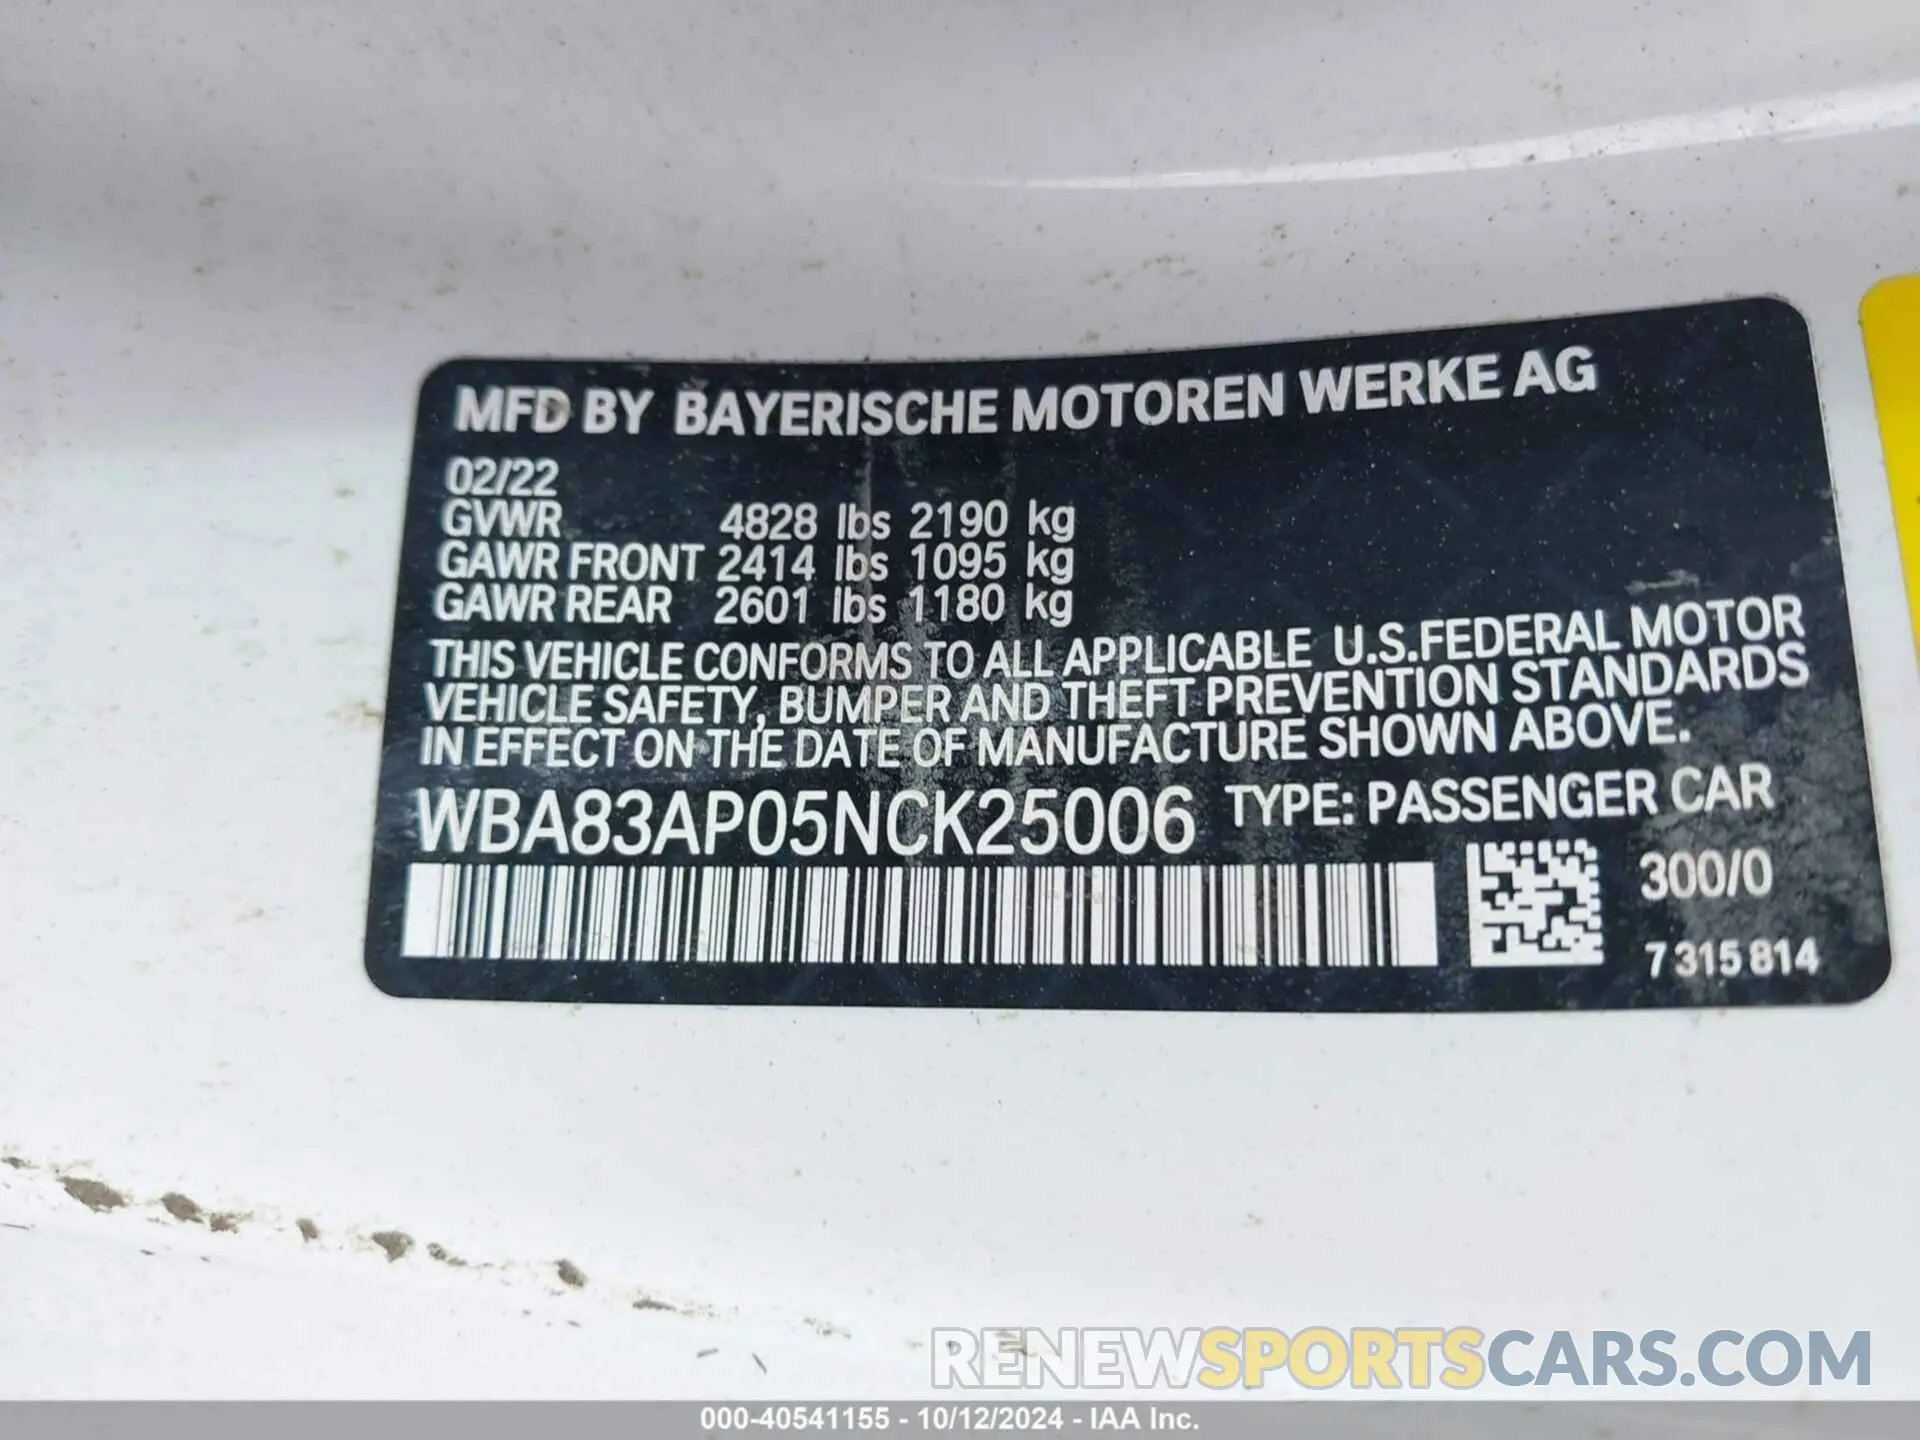 MFD BY BAYERISCHE MOTOREN WERKE AG
02/22
GVWR 4828 lbs 2190 kg
GAWR FRONT 2414 lbs 1095 kg
GAWR REAR 2601 lbs 1180 kg
THIS VEHICLE CONFORMS TO ALL APPLICABLE U.S.FEDERAL MOTOR
VEHICLE SAFETY, BUMPER AND THEFT PREVENTION STANDARDS
IN EFFECT ON THE DATE OF MANUFACTURE SHOWN ABOVE.
WBA83AP05NCK25006 TYPE: PASSENGER CAR
300/0
7 315 814
RENEWSPORTSCARS.COM
000-40541155 - 10/12/2024 - IAA Inc.